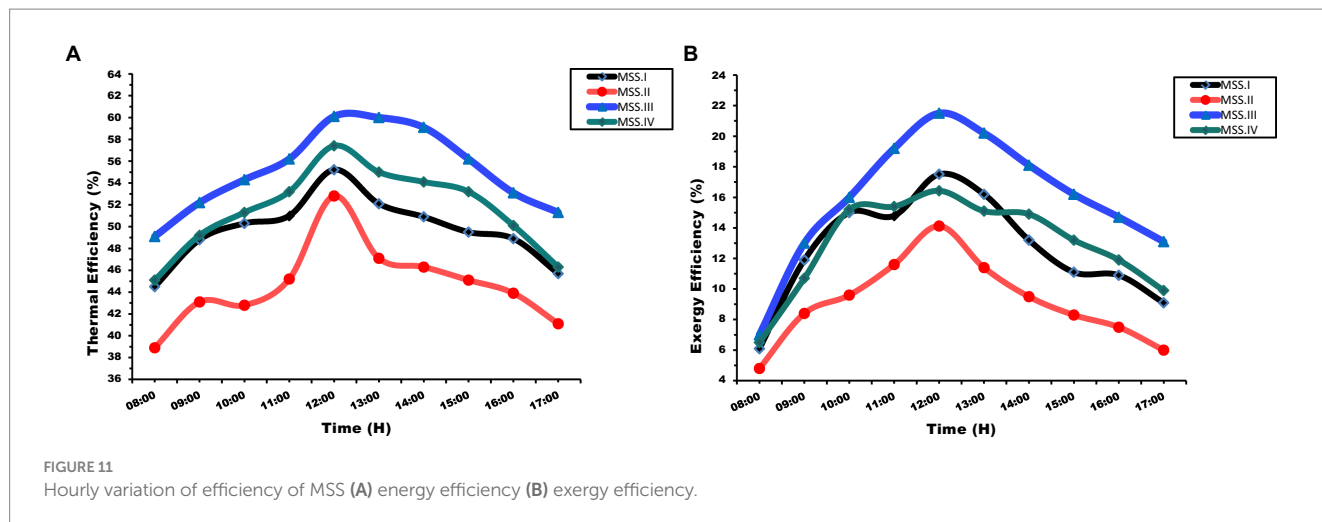 A
Thermal Efficiency (%)
64
62
60
58
56
54
52
50
48
46
44
42
40
38
36
08:00
09:00
10:00
11:00
12:00
13:00
14:00
15:00
16:00
17:00
Time (H)
MSS.I
MSS.II
MSS.III
MSS.IV
B
Exergy Efficiency (%)
24
22
20
18
16
14
12
10
8
6
4
08:00
09:00
10:00
11:00
12:00
13:00
14:00
15:00
16:00
17:00
Time (H)
MSS.I
MSS.II
MSS.III
MSS.IV
FIGURE 11
Hourly variation of efficiency of MSS (A) energy efficiency (B) exergy efficiency.